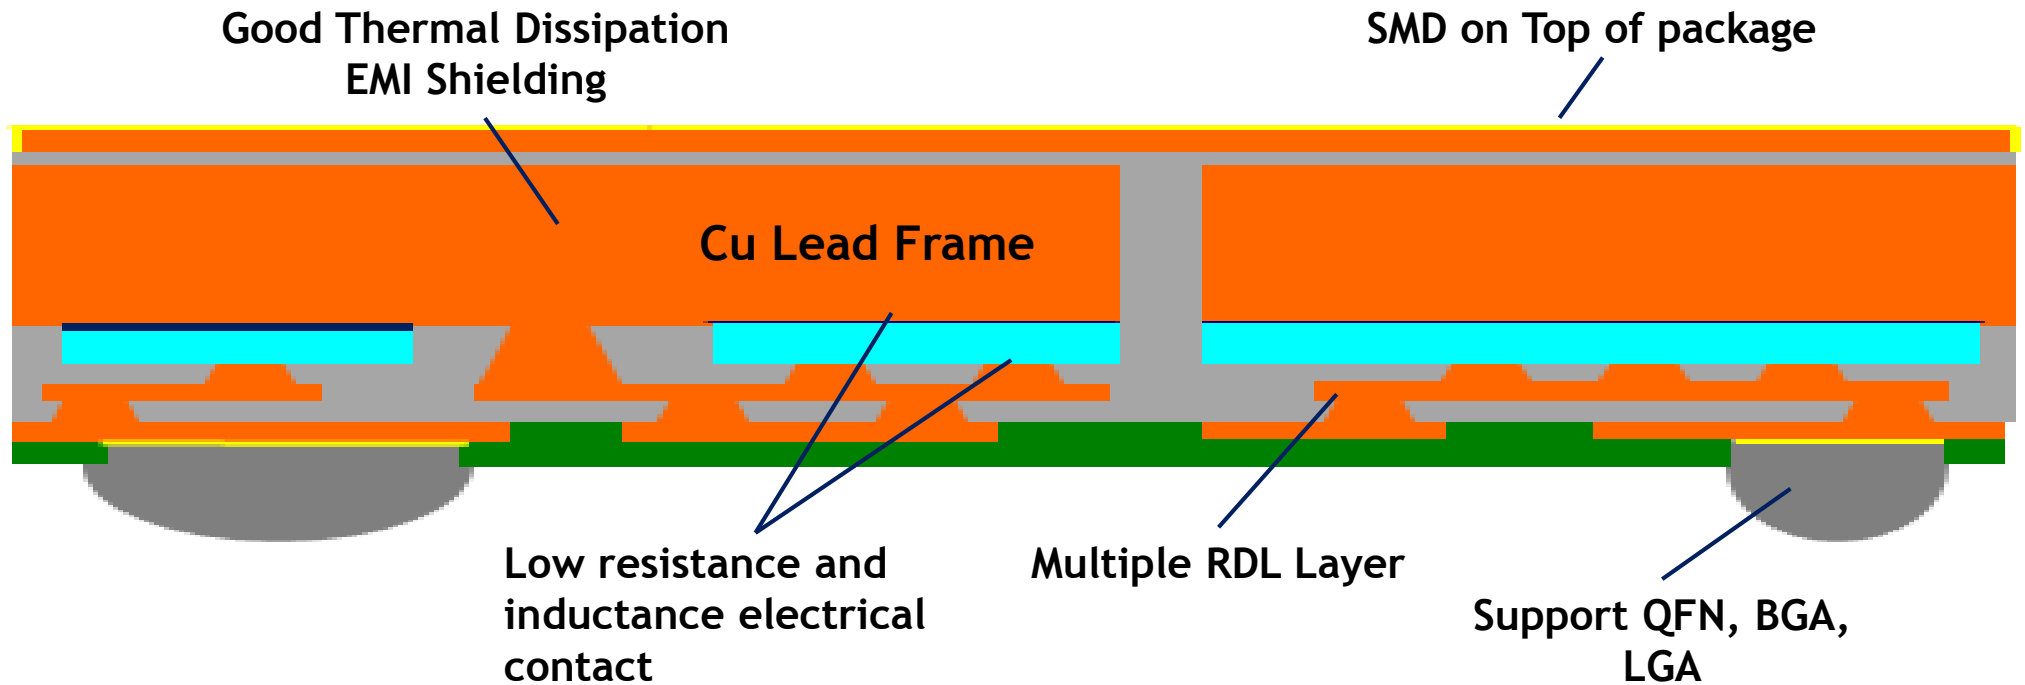 Good Thermal Dissipation
EMI Shielding
SMD on Top of package
Cu Lead Frame
Low resistance and
inductance electrical
contact
Multiple RDL Layer
Support QFN, BGA,
LGA